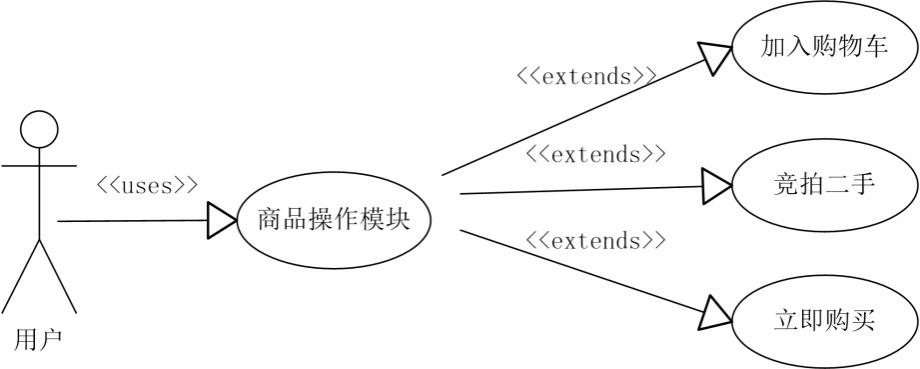 加入购物车
<<extends>>
<<extends>>
竞拍二手
<<uses>>
商品操作模块
<<extends>>
立即购买
用户